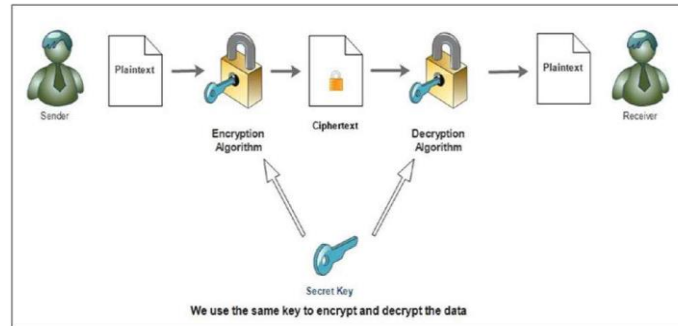 Plaintext
Plaintext
Sender
Ciphertext
Receiver
Encryption
Algorithm
Decryption
Algorithm
Secret Key
We use the same key to encrypt and decrypt the data